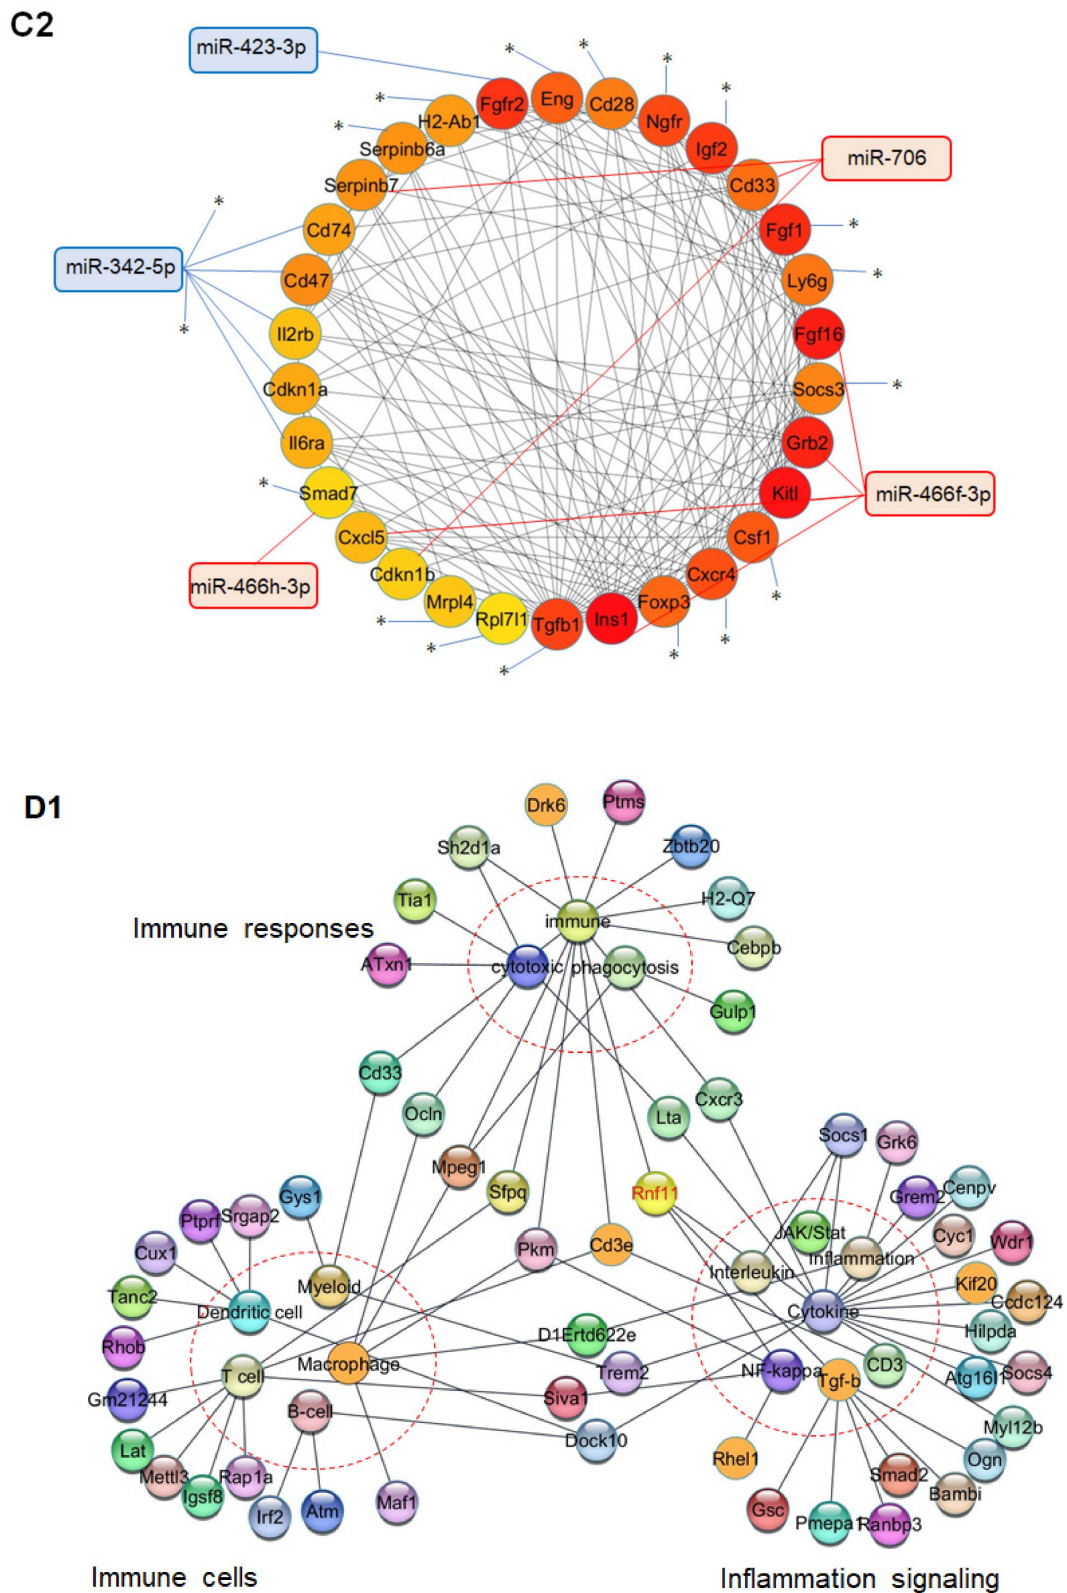 C2
miR-423-3p
*
*
*
*
Fgfr2
Eng
Cd28
Ngfr
Igf2
*
H2-Ab1
*
Serpinb6a
miR-706
Serpinb7
Cd33
*
Cd74
Fgf1
*
miR-342-5p
Cd47
Ly6g
*
*
Il2rb
Fgf16
Cdkn1a
Socs3
*
Il6ra
Grb2
*
Smad7
Kitl
miR-466f-3p
Cxcl5
Csf1
miR-466h-3p
Cdkn1b
Cxcr4
*
Mrpl4
Foxp3
*
Rpl7l1
Tgfb1
Ins1
*
*
*
*
D1
Drk6
Ptms
Sh2d1a
Zbtb20
Tia1
H2-Q7
Immune responses
immune
Cebpb
ATxn1
cytotoxic
phagocytosis
Gulp1
Cd33
Ocln
Lta
Cxcr3
Socs1
Grk6
Mpeg1
Gys1
Sfpq
Rnf11
Grem2
Cenpv
Ptprf
Srgap2
JAK/Stat
Cyc1
Wdr1
Cux1
Pkm
Cd3e
Interleukin
Inflammation
Tanc2
Myeloid
Kif20
Ccdc124
Dendritic cell
Cytokine
Hilpda
Rhob
D1Ertd622e
Macrophage
Trem2
NF-kappa
Tgf-b
CD3
Atg16l1
Socs4
T cell
Gm21244
Siva1
B-cell
Dock10
Myl12b
Lat
Rhel1
Ogn
Mettl3
Rap1a
Smad2
Igsf8
Bambi
Irf2
Atm
Maf1
Gsc
Pmepa1
Ranbp3
Immune cells
Inflammation signaling